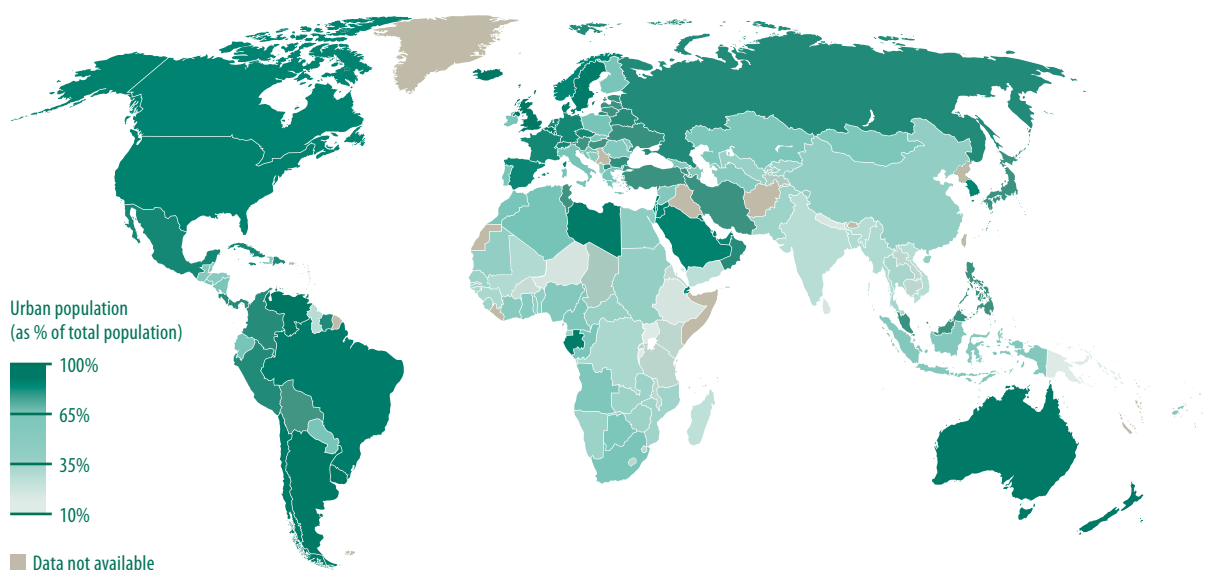 Urban population
(as % of total population)
100%
65%
35%
10%
Data not available